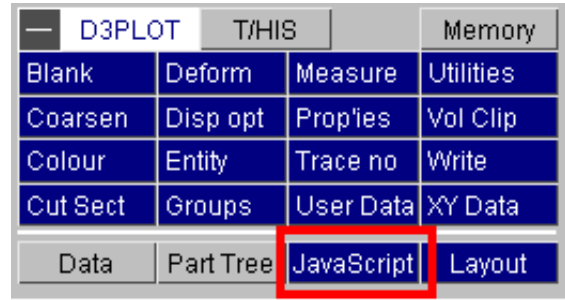 D3PLOT T/HIS Memory
Blank Deform Measure Utilities
Coarsen Disp opt Prop'ies Vol Clip
Colour Entity Trace no Write
Cut Sect Groups User Data XY Data
Data Part Tree JavaScript Layout